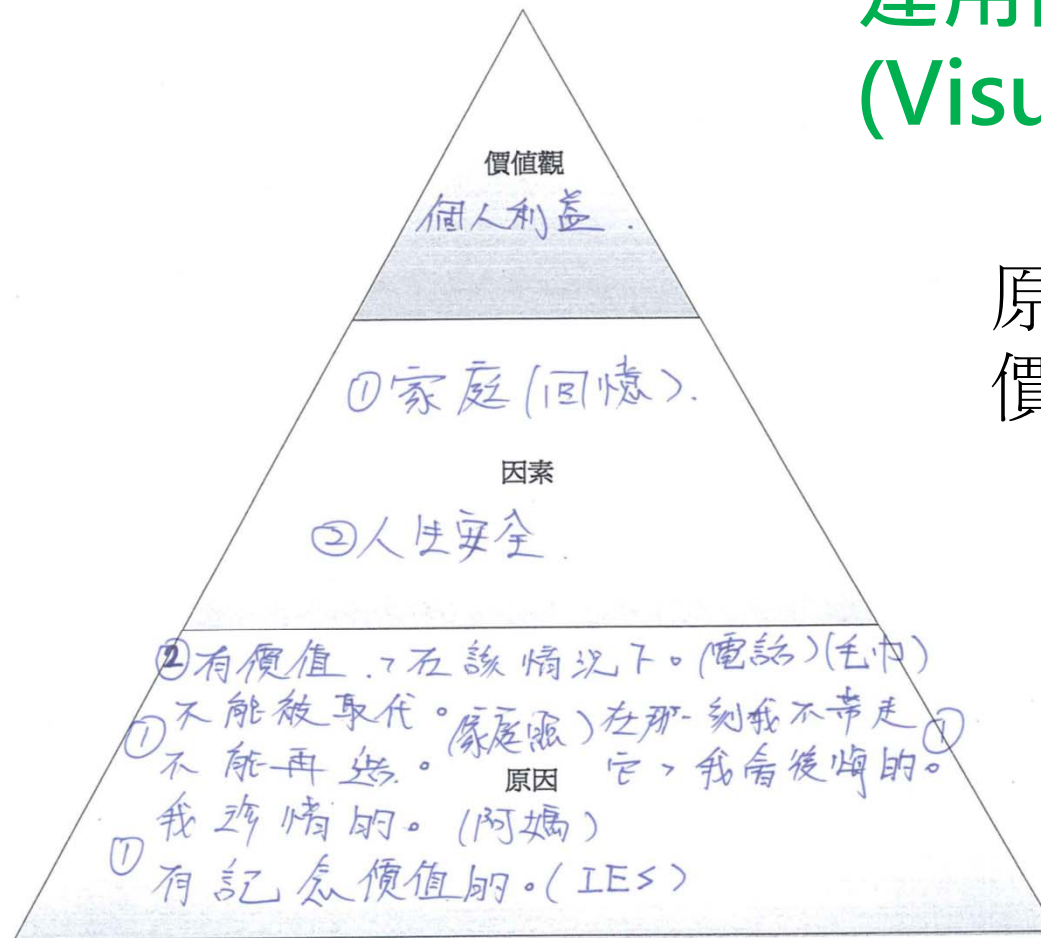 運用
(Visu
價值觀
個人利益.
原
價
①家庭(回憶).
因素
②人生安全.
②有價值,在該情況下。(電話)(毛巾)
①不能被取代。(家庭照)在那一刻我不帶走①
不能再造。它,我會後悔的。
原因
我珍惜的。(阿媽)
①有記念價值的。(IES)